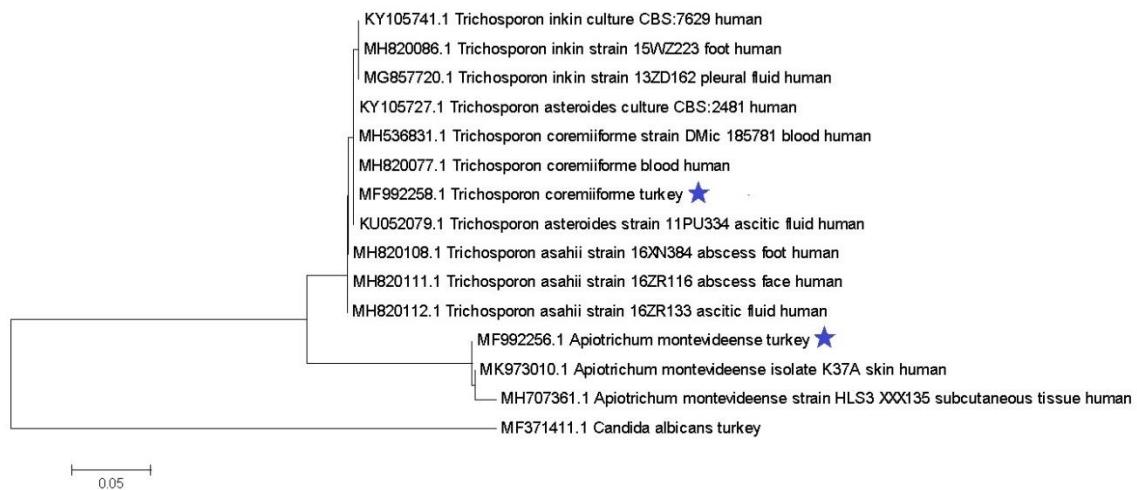 KY105741.1 Trichosporon inkin culture CBS:7629 human
MH820086.1 Trichosporon inkin strain 15WZ223 foot human
MG857720.1 Trichosporon inkin strain 13ZD162 pleural fluid human
KY105727.1 Trichosporon asteroides culture CBS:2481 human
MH536831.1 Trichosporon coremiiforme strain DMic 185781 blood human
MH820077.1 Trichosporon coremiiforme blood human
MF992258.1 Trichosporon coremiiforme turkey
KU052079.1 Trichosporon asteroides strain 11PU334 ascitic fluid human
MH820108.1 Trichosporon asahii strain 16XN384 abscess foot human
MH820111.1 Trichosporon asahii strain 16ZR116 abscess face human
MH820112.1 Trichosporon asahii strain 16ZR133 ascitic fluid human
MF992256.1 Apiotrichum montevideense turkey
MK973010.1 Apiotrichum montevideense isolate K37A skin human
MH707361.1 Apiotrichum montevideense strain HLS3 XXX135 subcutaneous tissue human
MF371411.1 Candida albicans turkey
0.05